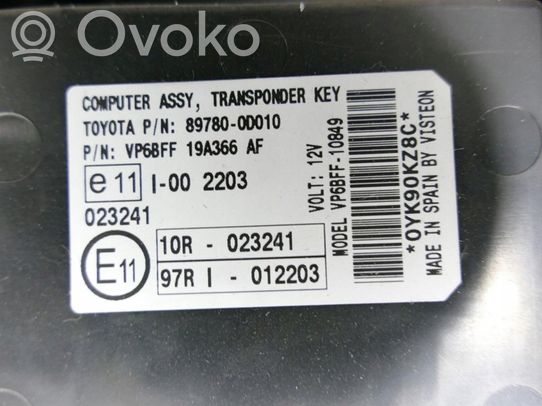 Ovoko
COMPUTER ASSY, TRANSPONDER KEY
TOYOTA P/N: 89780-0D010
P/N: VP6BFF 19A366 AF
e 11 I-00 2203
023241
E11
10R - 023241
97R I - 012203
VOLT: 12V
MODEL VP6BFF-10849
*0YK90KZ8C*
MADE IN SPAIN BY VISTEON